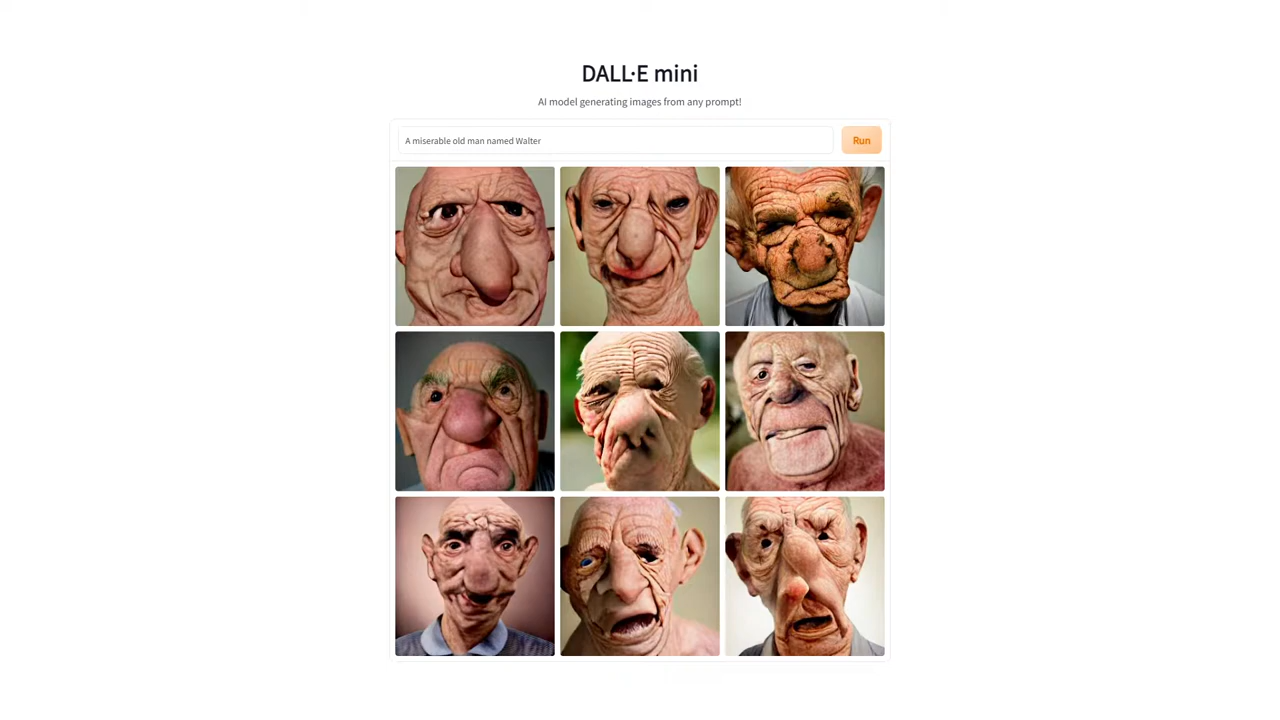 DALL·E mini
AI model generating images from any prompt!
A miserable old man named Walter
Run